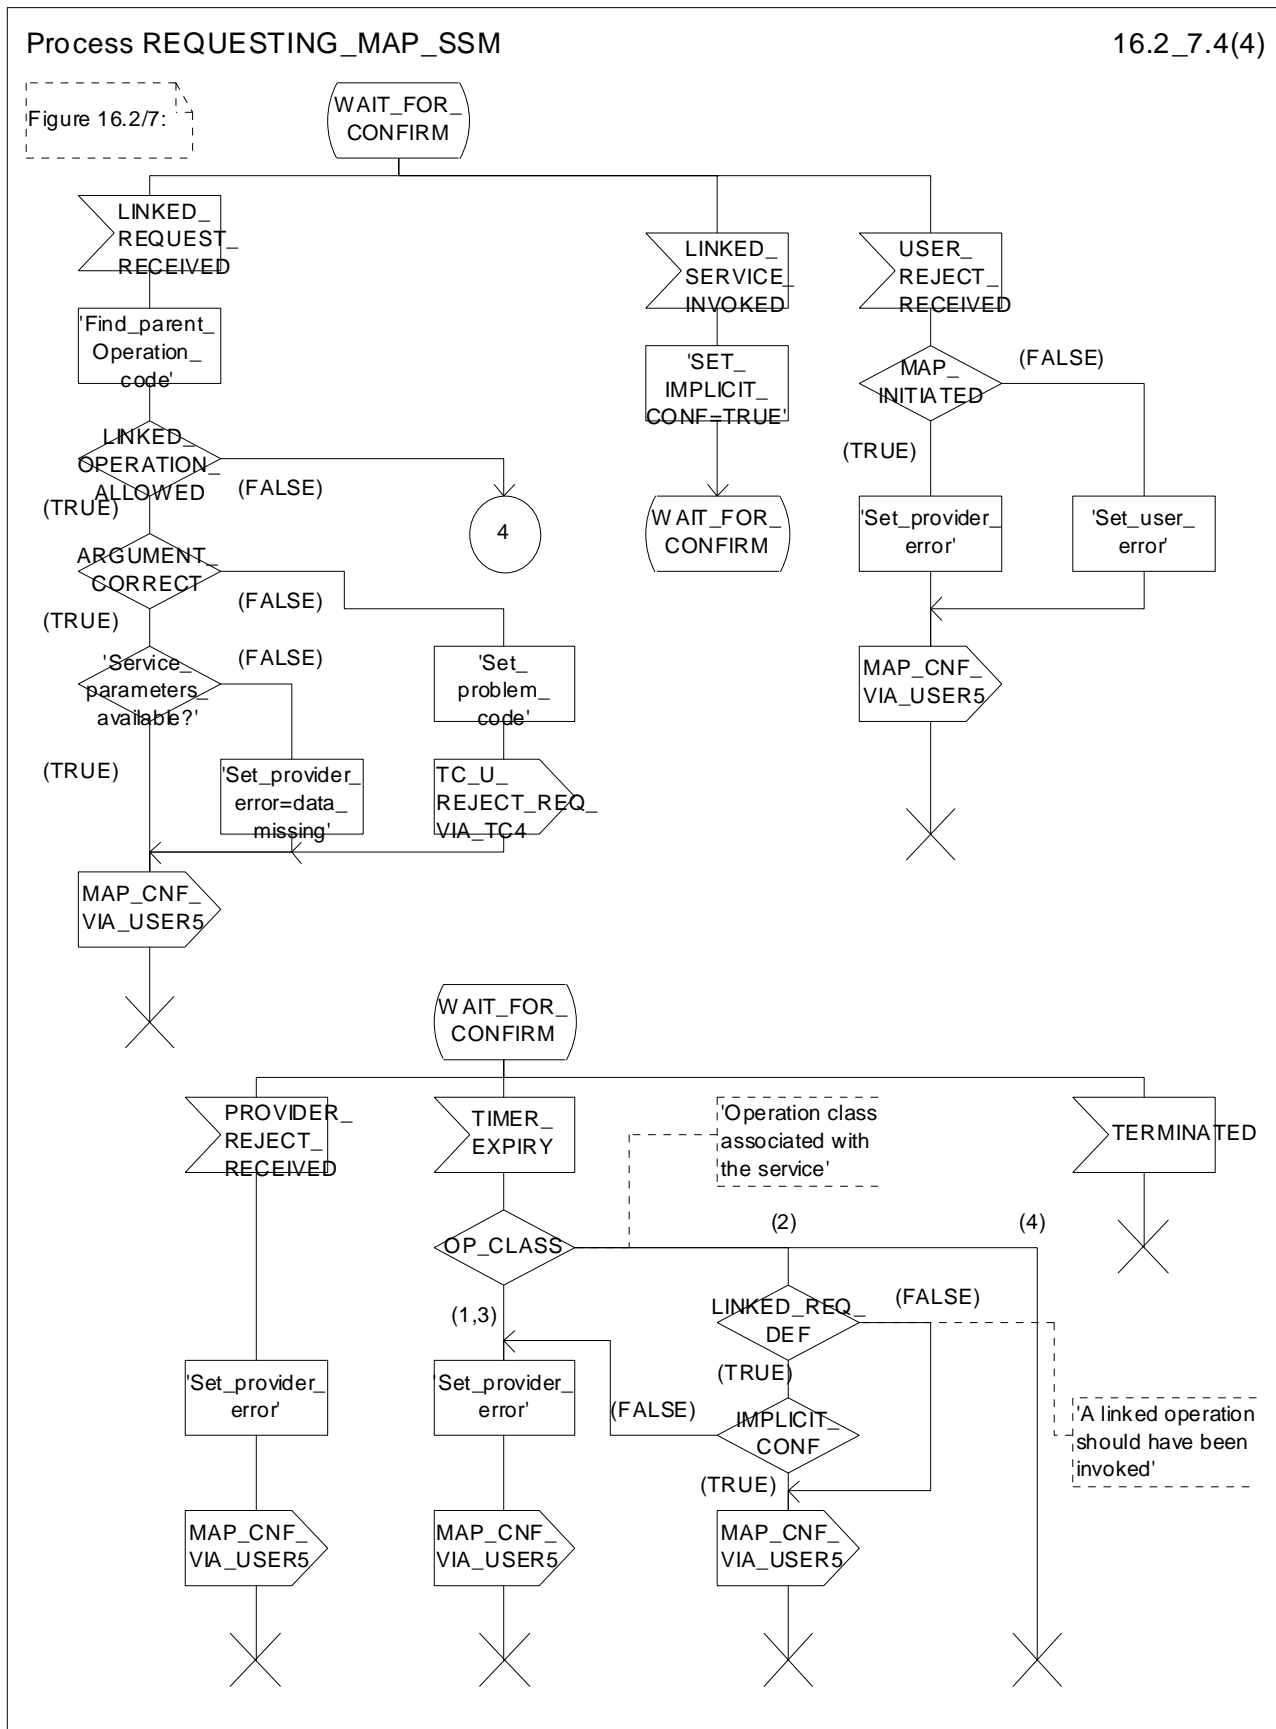 Process REQUESTING_MAP_SSM
16.2_7.4(4)
Figure 16.2/7:
WAIT_FOR_
CONFIRM
LINKED_
REQUEST_
RECEIVED
LINKED_
SERVICE_
INVOKED
USER_
REJECT_
RECEIVED
'Find_parent_
Operation_
code'
'SET_
IMPLICIT_
CONF=TRUE'
MAP_
INITIATED
(FALSE)
(TRUE)
LINKED_
OPERATION_
ALLOWED
(FALSE)
(TRUE)
4
WAIT_FOR_
CONFIRM
'Set_provider_
error'
'Set_user_
error'
ARGUMENT_
CORRECT
(FALSE)
(TRUE)
'Service_
parameters_
available?'
(FALSE)
(TRUE)
'Set_
problem_
code'
MAP_CNF_
VIA_USER5
'Set_provider_
error=data_
missing'
TC_U_
REJECT_REQ_
VIA_TC4
MAP_CNF_
VIA_USER5
WAIT_FOR_
CONFIRM
PROVIDER_
REJECT_
RECEIVED
TIMER_
EXPIRY
'Operation class
associated with
the service'
TERMINATED
OP_CLASS
(2)
(4)
(1,3)
LINKED_REQ_
DEF
(FALSE)
(TRUE)
'Set_provider_
error'
'Set_provider_
error'
(FALSE)
IMPLICIT_
CONF
(TRUE)
'A linked operation
should have been
invoked'
MAP_CNF_
VIA_USER5
MAP_CNF_
VIA_USER5
MAP_CNF_
VIA_USER5